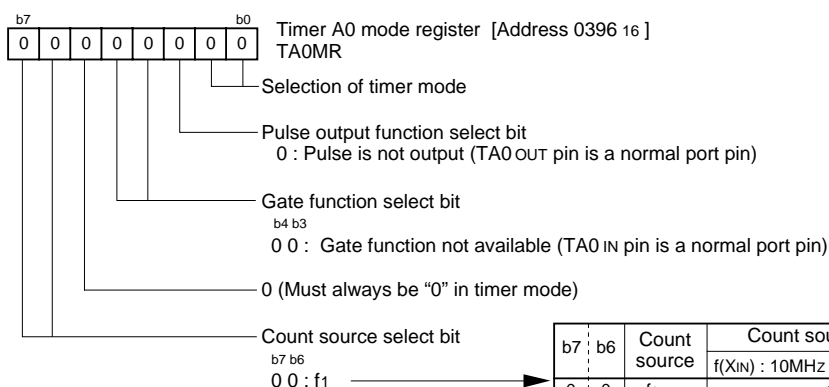 b7 b0
0 0 0 0 0 0 0 0
Timer A0 mode register [Address 0396 16 ]
TA0MR
Selection of timer mode
Pulse output function select bit
0 : Pulse is not output (TA0 OUT pin is a normal port pin)
Gate function select bit
b4 b3
0 0 : Gate function not available (TA0 IN pin is a normal port pin)
0 (Must always be “0” in timer mode)
Count source select bit
b7 b6
0 0 : f1
b7 b6 Count source Count
f(XIN) : 10MHz
0 0